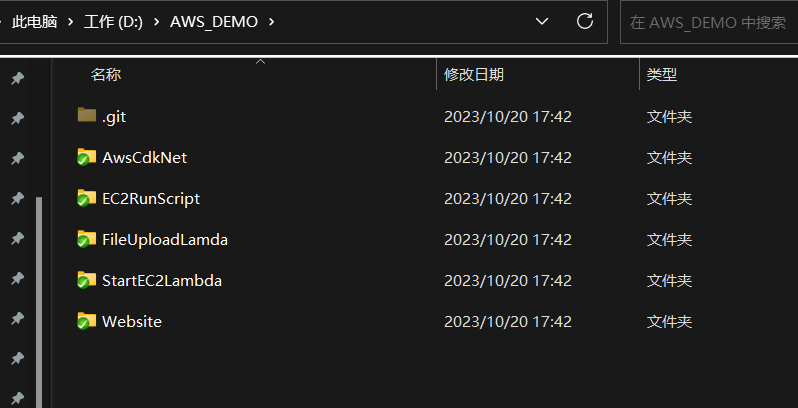 此电脑 > 工作 (D:) > AWS_DEMO >
在 AWS_DEMO 中搜索
名称 修改日期 类型
.git 2023/10/20 17:42 文件夹
AwsCdkNet 2023/10/20 17:42 文件夹
EC2RunScript 2023/10/20 17:42 文件夹
FileUploadLamda 2023/10/20 17:42 文件夹
StartEC2Lambda 2023/10/20 17:42 文件夹
Website 2023/10/20 17:42 文件夹